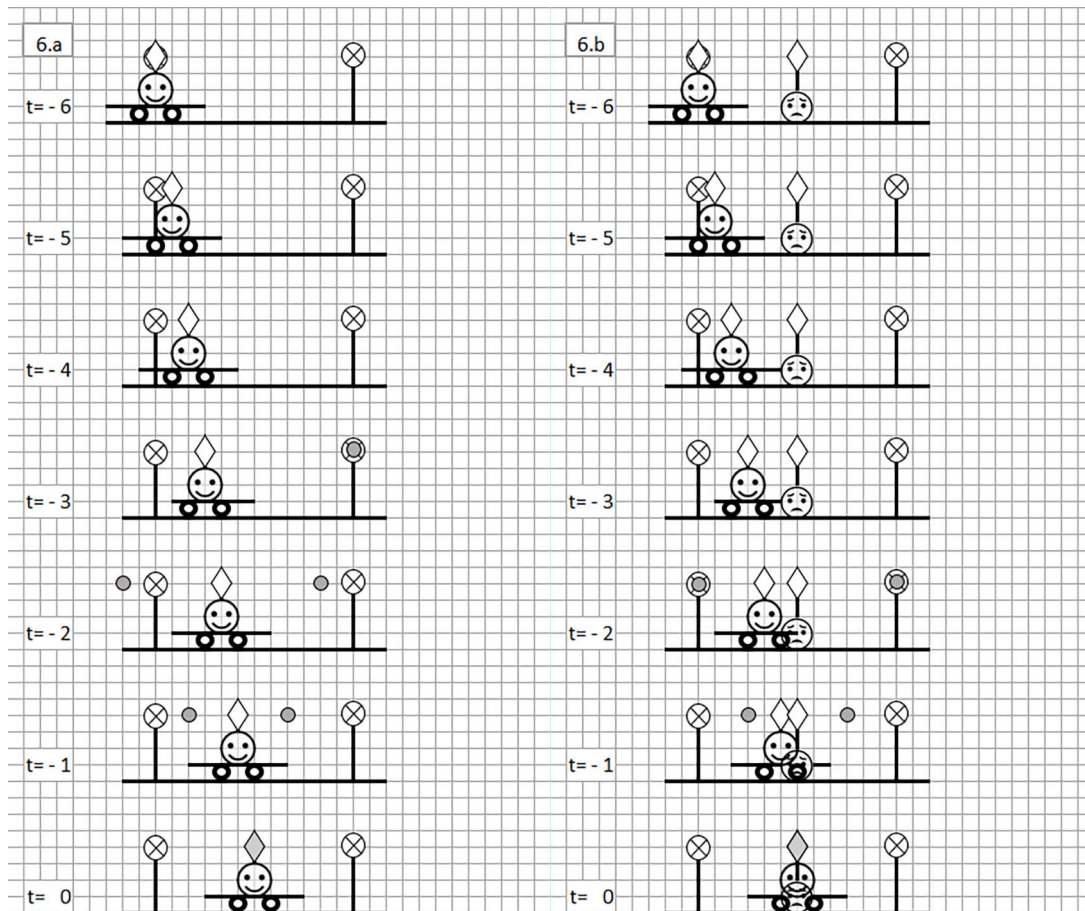 6.a
t= - 6
t= - 5
t= - 4
t= - 3
t= - 2
t= - 1
t= 0
6.b
t= - 6
t= - 5
t= - 4
t= - 3
t= - 2
t= - 1
t= 0